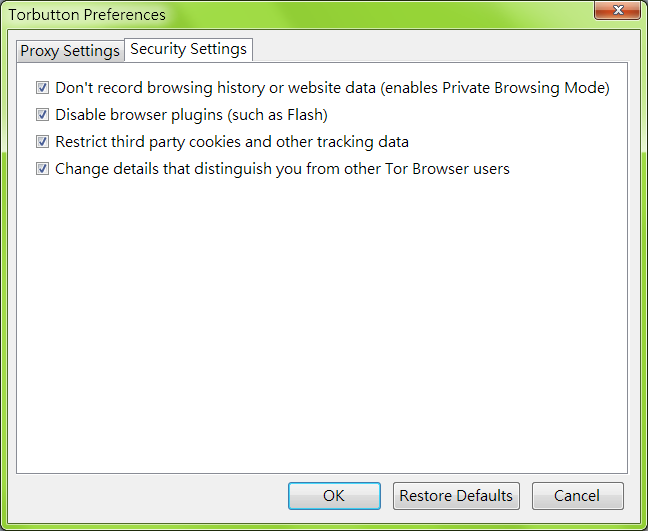 Torbutton Preferences
Proxy Settings
Security Settings
Don't record browsing history or website data (enables Private Browsing Mode)
Disable browser plugins (such as Flash)
Restrict third party cookies and other tracking data
Change details that distinguish you from other Tor Browser users
OK
Restore Defaults
Cancel